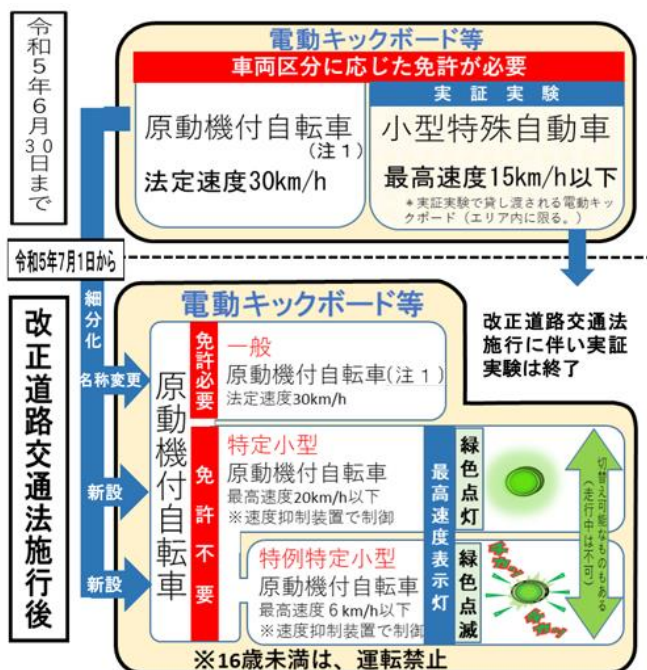 令和5年6月30日まで
電動キックボード等
車両区分に応じた免許が必要
原動機付自転車
(注1)
法定速度30km/h
実証実験
小型特殊自動車
最高速度15km/h以下
*実証実験で貸し渡される電動キッ
クボード(エリア内に限る。)
令和5年7月1日から
改正道路交通法施行後
細分化
名称変更
新設
新設
電動キックボード等
原動機付自転車
免許必要
一般
原動機付自転車(注1)
法定速度30km/h
免許不要
特定小型
原動機付自転車
最高速度20km/h以下
※速度抑制装置で制御
特例特定小型
原動機付自転車
最高速度6km/h以下
※速度抑制装置で制御
最高速度表示灯
緑色点灯
緑色点滅
チカッ
チカッ
切替え可能なものもある
(走行中は不可)
※16歳未満は、運転禁止
改正道路交通法
施行に伴い実証
実験は終了